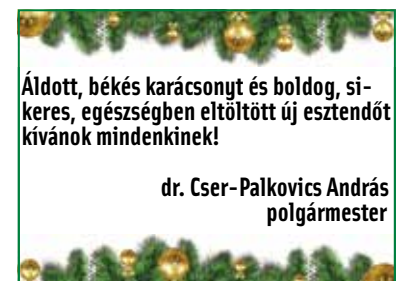 Áldott, békés karácsonyt és boldog, si-
keres, egészségben eltöltött új esztendőt
kívánok mindenkinek!
dr. Cser-Palkovics András
polgármester